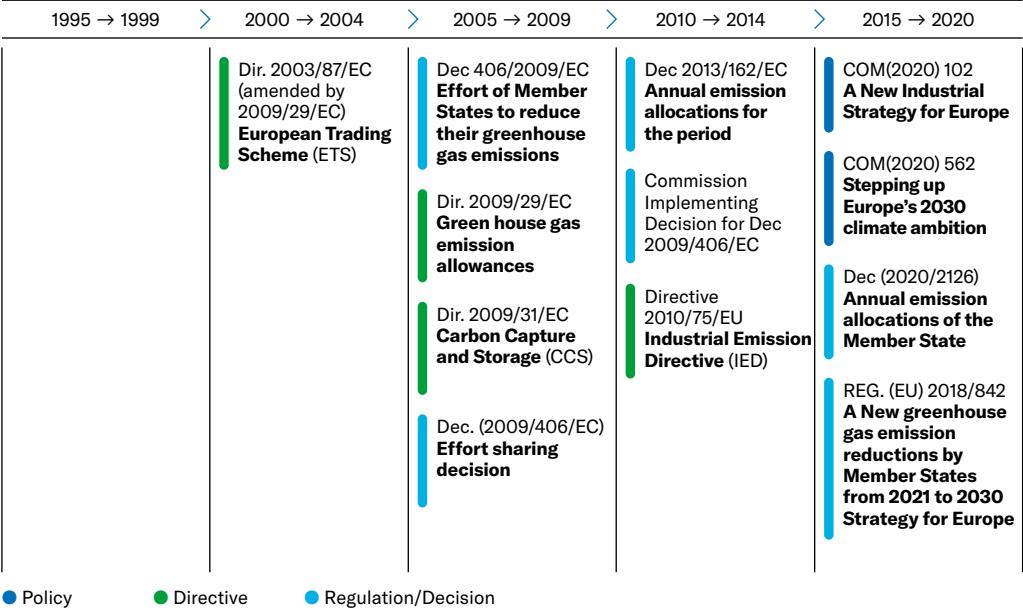 1995 → 1999
2000 → 2004
2005 → 2009
2010 → 2014
2015 → 2020
Dir. 2003/87/EC
(amended by
2009/29/EC)
European Trading
Scheme (ETS)
Dec 406/2009/EC
Effort of Member
States to reduce
their greenhouse
gas emissions
Dir. 2009/29/EC
Green house gas
emission
allowances
Dir. 2009/31/EC
Carbon Capture
and Storage (CCS)
Dec. (2009/406/EC)
Effort sharing
decision
Dec 2013/162/EC
Annual emission
allocations for
the period
Commission
Implementing
Decision for Dec
2009/406/EC
Directive
2010/75/EU
Industrial Emission
Directive (IED)
COM(2020) 102
A New Industrial
Strategy for Europe
COM(2020) 562
Stepping up
Europe's 2030
climate ambition
Dec (2020/2126)
Annual emission
allocations of the
Member State
REG. (EU) 2018/842
A New greenhouse
gas emission
reductions by
Member States
from 2021 to 2030
Strategy for Europe
Policy
Directive
Regulation/Decision